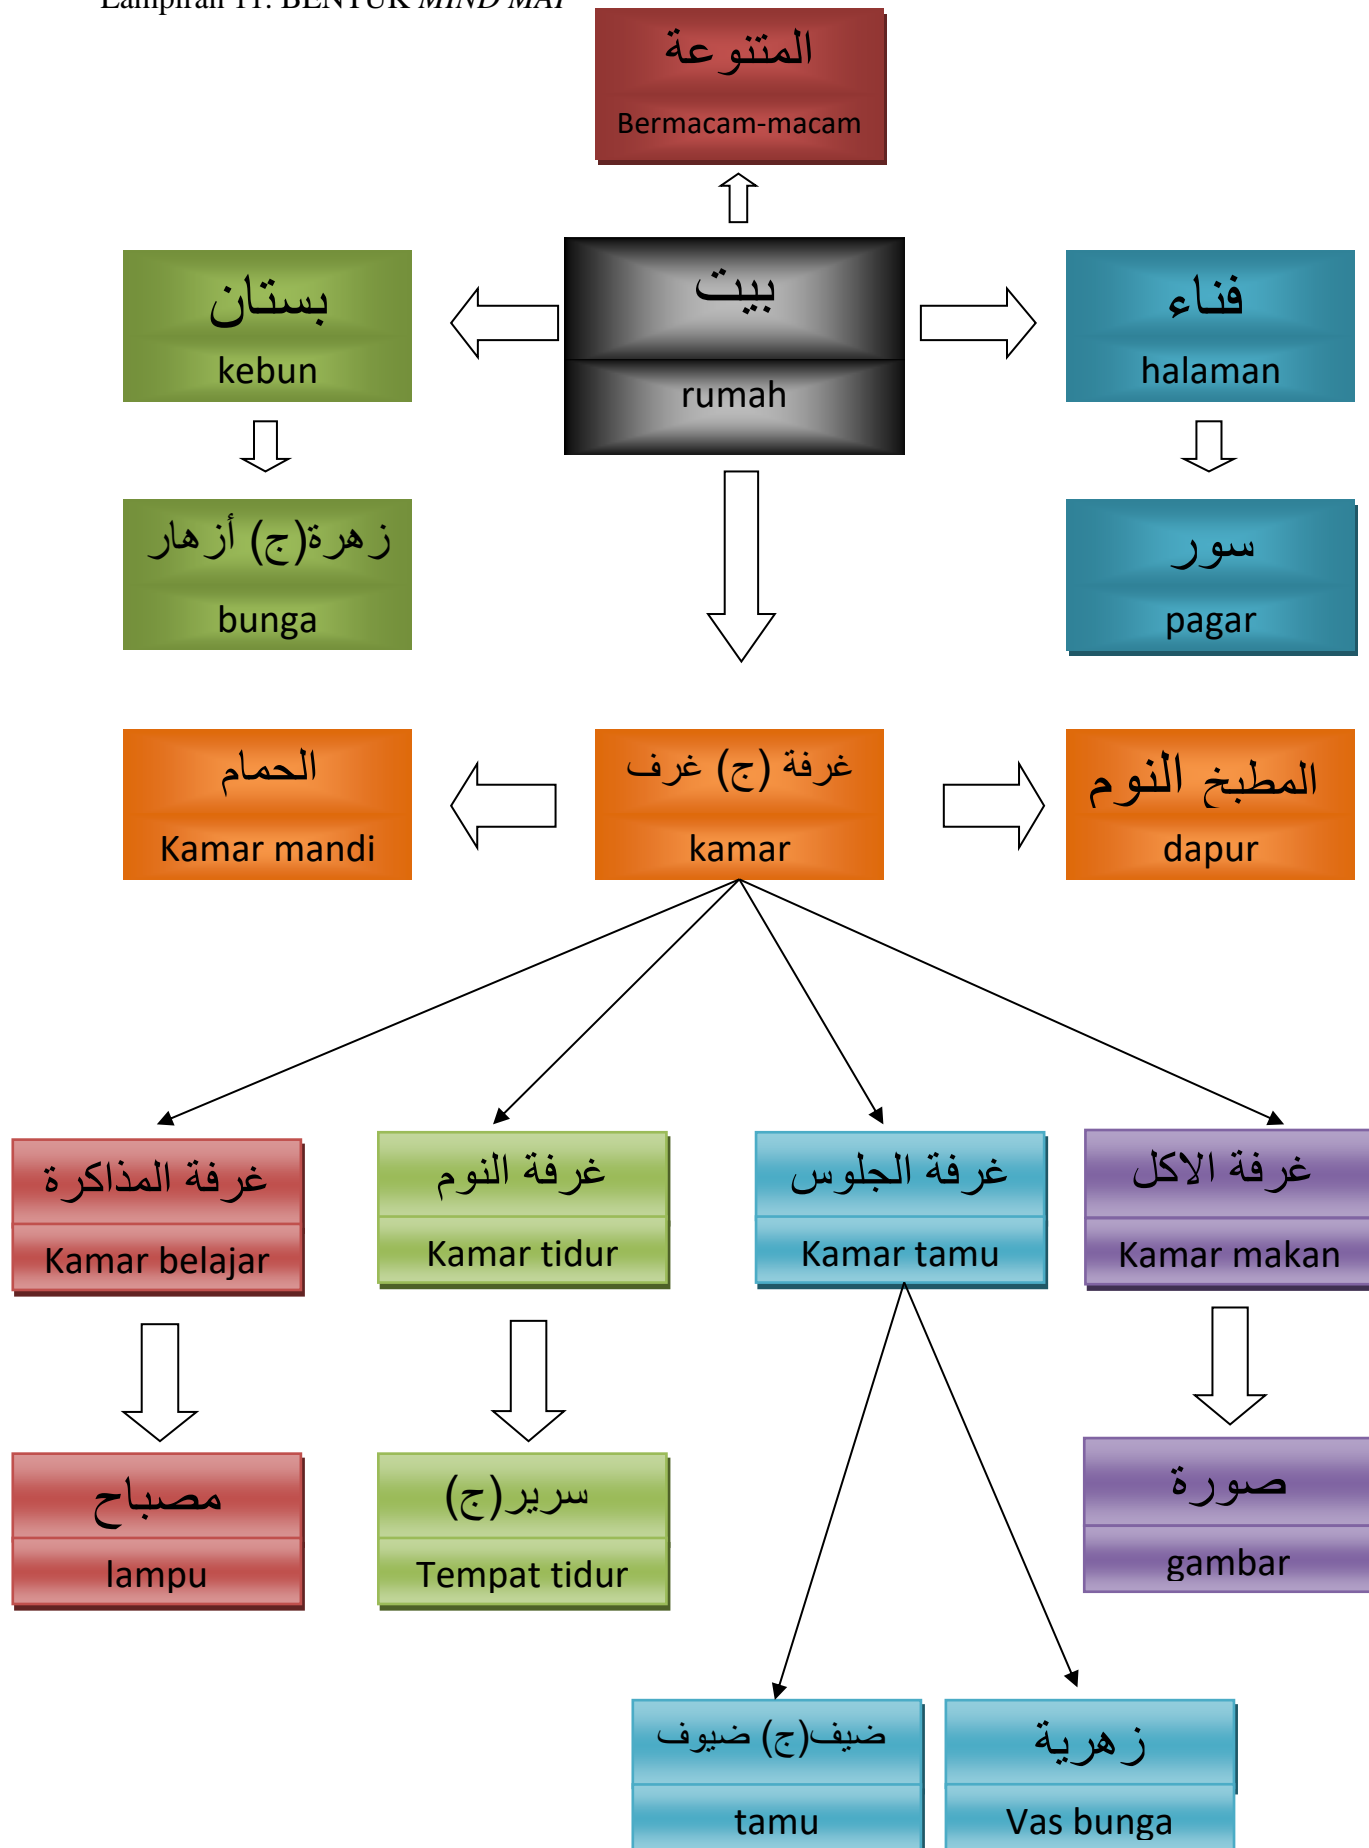 Lampiran 11: BENTUK MIND MAP
المتنوعة
Bermacam-macam
بستان
kebun
بيت
rumah
فناء
halaman
زهرة(ج) أزهار
bunga
سور
pagar
الحمام
Kamar mandi
غرفة (ج) غرف
kamar
المطبخ النوم
dapur
غرفة المذاكرة
Kamar belajar
غرفة النوم
Kamar tidur
غرفة الجلوس
Kamar tamu
غرفة الاكل
Kamar makan
مصباح
lampu
سرير(ج)
Tempat tidur
صورة
gambar
ضيف(ج) ضيوف
tamu
زهرية
Vas bunga